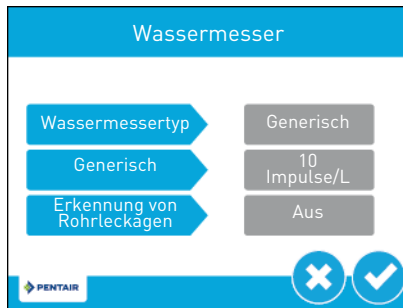 Wassermesser
Wassermessertyp
Generisch
Generisch
10
Impulse/L
Erkennung von
Rohrleckagen
Aus
PENTAIR